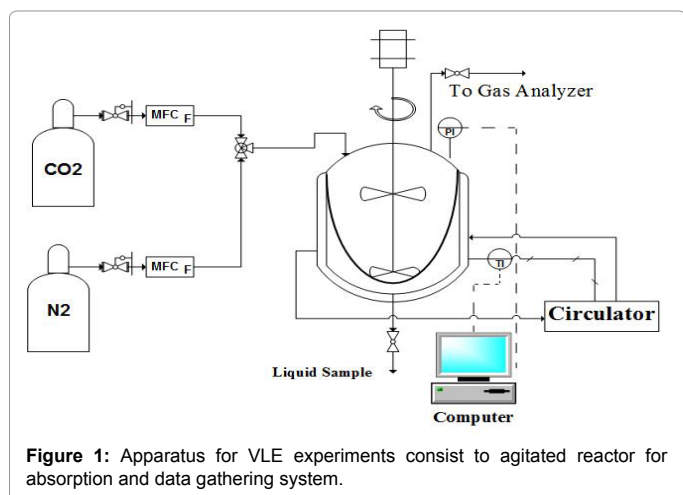 To Gas Analyzer
MFC F
PI
CO2
MFC F
TI
N2
Circulator
Liquid Sample
Computer
Figure 1: Apparatus for VLE experiments consist to agitated reactor for
absorption and data gathering system.